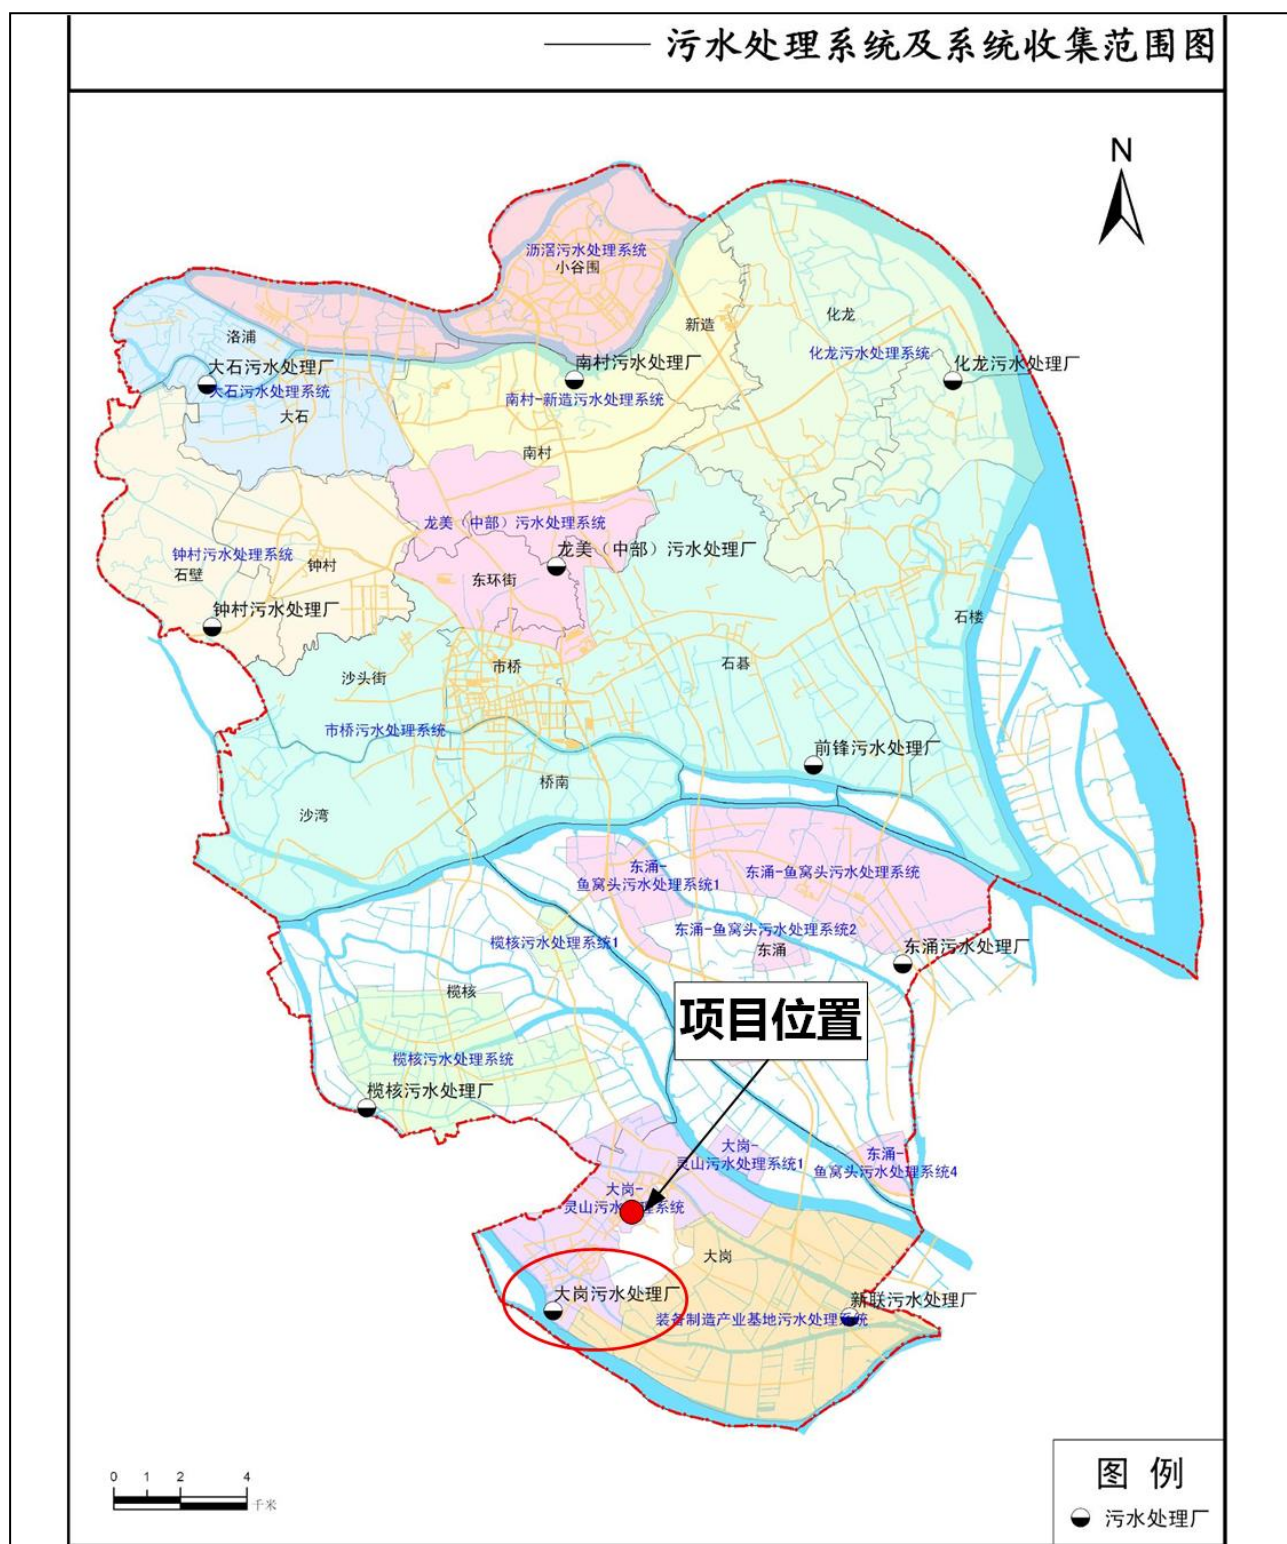 污水处理系统及系统收集范围图
N
沥滘污水处理系统
小谷围
新造
化龙
洛浦
化龙污水处理系统
大石污水处理厂
南村污水处理厂
化龙污水处理厂
大石污水处理系统
南村-新造污水处理系统
大石
南村
龙美（中部）污水处理系统
钟村污水处理系统
龙美（中部）污水处理厂
石壁
钟村
东环街
钟村污水处理厂
石楼
沙头街
市桥
石碁
市桥污水处理系统
前锋污水处理厂
桥南
沙湾
东涌-
鱼窝头污水处理系统1
东涌-鱼窝头污水处理系统
榄核污水处理系统1
东涌-鱼窝头污水处理系统2
东涌
东涌污水处理厂
榄核
项目位置
榄核污水处理系统
榄核污水处理厂
大岗-
灵山污水处理系统1
东涌-
鱼窝头污水处理系统4
大岗-
灵山污水处理系统
大岗
大岗污水处理厂
新联污水处理厂
装备制造产业基地污水处理系统
0 1 2 4
千米
图 例
污水处理厂